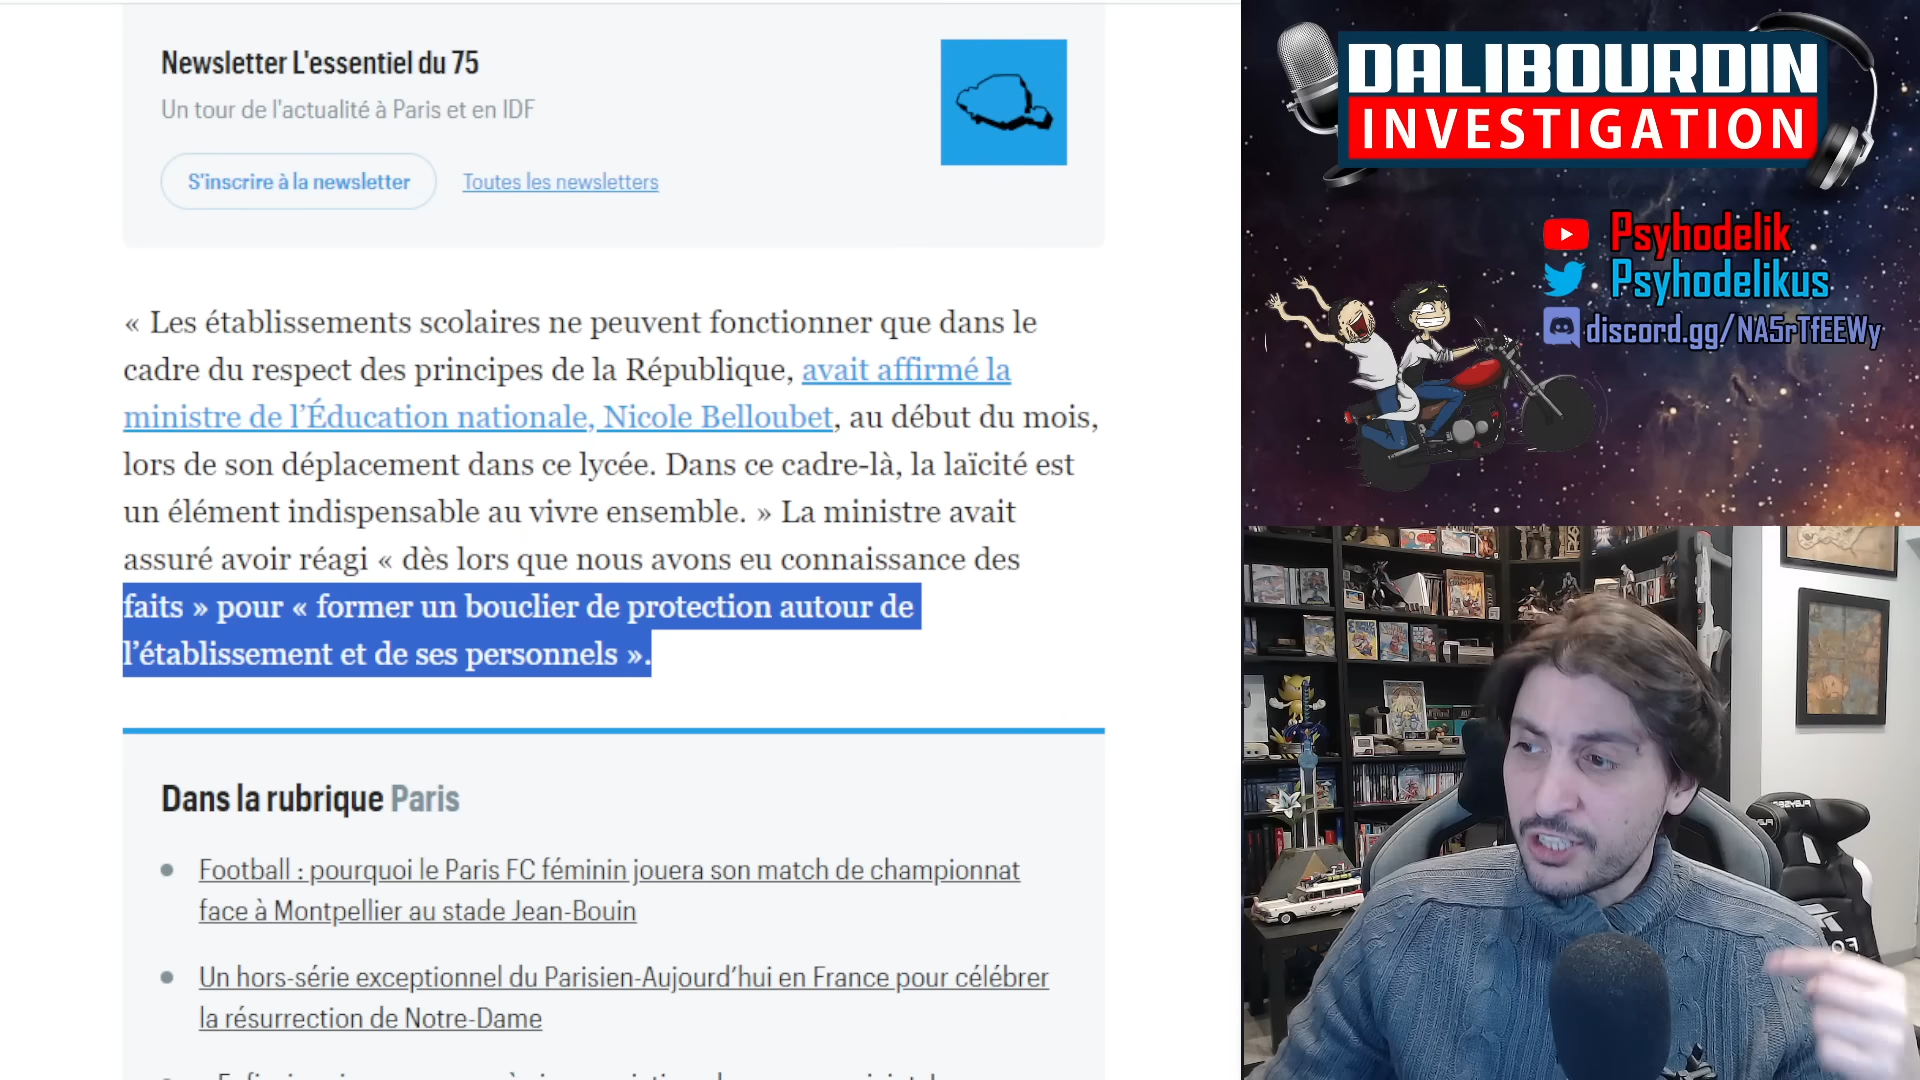 Newsletter L'essentiel du 75
Un tour de l'actualité à Paris et en IDF
S'inscrire à la newsletter
Toutes les newsletters
« Les établissements scolaires ne peuvent fonctionner que dans le
cadre du respect des principes de la République, avait affirmé la
ministre de l’Éducation nationale, Nicole Belloubet, au début du mois,
lors de son déplacement dans ce lycée. Dans ce cadre-là, la laïcité est
un élément indispensable au vivre ensemble. » La ministre avait
assuré avoir réagi « dès lors que nous avons eu connaissance des
faits » pour « former un bouclier de protection autour de
l’établissement et de ses personnels ».
Dans la rubrique Paris
Football : pourquoi le Paris FC féminin jouera son match de championnat
face à Montpellier au stade Jean-Bouin
Un hors-série exceptionnel du Parisien-Aujourd’hui en France pour célébrer
la résurrection de Notre-Dame
DALIBOURDIN
INVESTIGATION
Psyhodelik
Psyhodelikus
discord.gg/NA5rTfEEWy